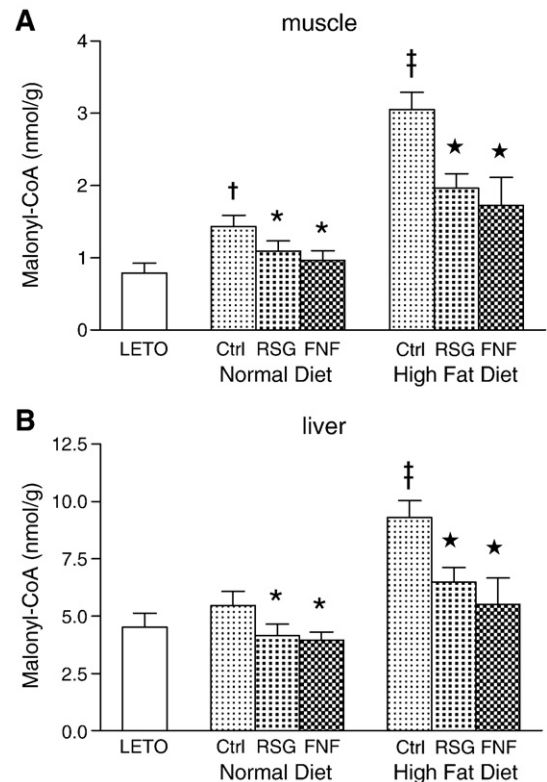 A
muscle
Malonyl-CoA (nmol/g)
4
3
2
1
0
†
*
*
‡
★
★
LETO
Ctrl RSG FNF
Ctrl RSG FNF
Normal Diet
High Fat Diet
B
liver
Malonyl-CoA (nmol/g)
12.5
10.0
7.5
5.0
2.5
0.0
*
*
‡
★
★
LETO
Ctrl RSG FNF
Ctrl RSG FNF
Normal Diet
High Fat Diet